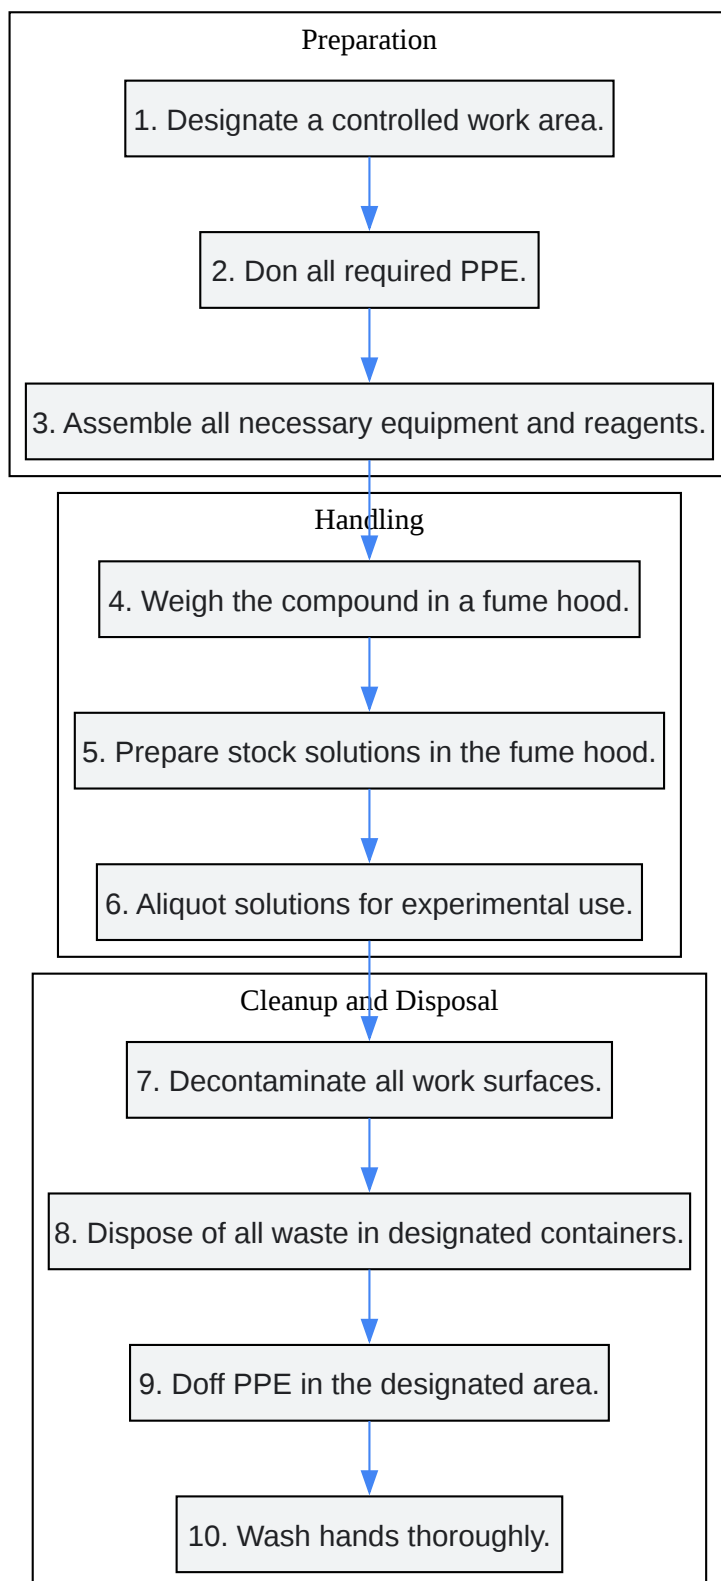 Preparation
1. Designate a controlled work area.
2. Don all required PPE.
3. Assemble all necessary equipment and reagents.
Handling
4. Weigh the compound in a fume hood.
5. Prepare stock solutions in the fume hood.
6. Aliquot solutions for experimental use.
Cleanup and Disposal
7. Decontaminate all work surfaces.
8. Dispose of all waste in designated containers.
9. Doff PPE in the designated area.
10. Wash hands thoroughly.